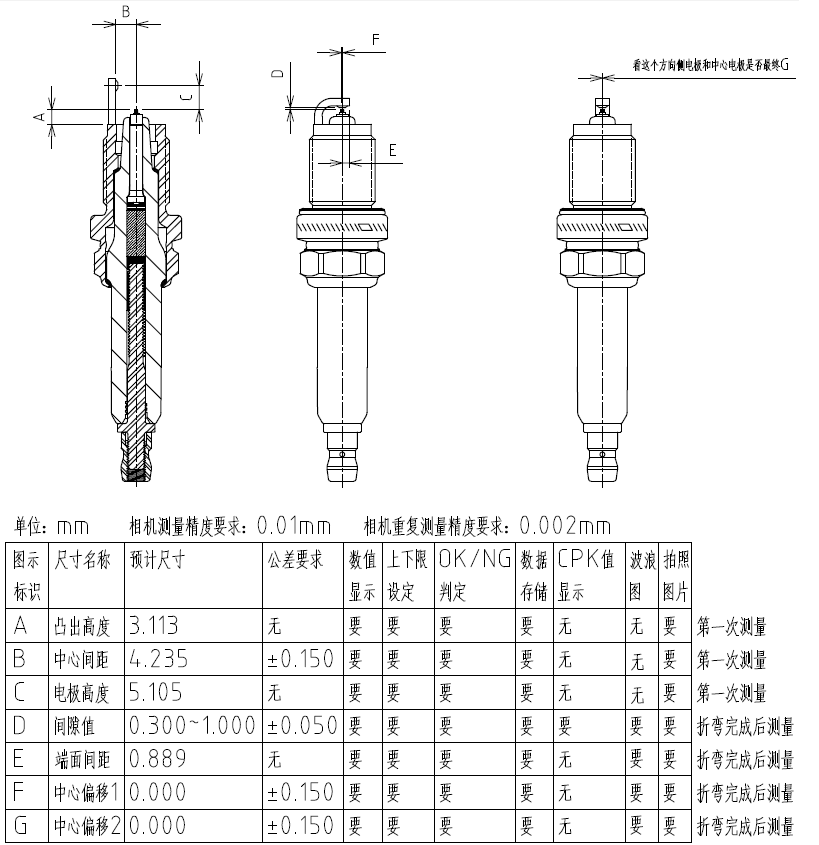 B
F
看这个方向侧电极和中心电极是否最终G
D
C
A
E
单位：mm 相机测量精度要求：0.01mm 相机重复测量精度要求：0.002mm
图示标识 尺寸名称 预计尺寸 公差要求 数值显示 上下限设定 OK/NG判定 数据存储 CPK值显示 波浪图 拍照图片
A 凸出高度 3.113 无 要 要 要 要 无 无 要 第一次测量
B 中心间距 4.235 ±0.150 要 要 要 要 无 无 要 第一次测量
C 电极高度 5.105 无 要 要 要 要 无 无 要 第一次测量
D 间隙值 0.300~1.000 ±0.050 要 要 要 要 要 要 要 折弯完成后测量
E 端面间距 0.889 无 要 要 要 要 无 要 要 折弯完成后测量
F 中心偏移1 0.000 ±0.150 要 要 要 要 无 要 要 折弯完成后测量
G 中心偏移2 0.000 ±0.150 要 要 要 要 无 要 要 折弯完成后测量